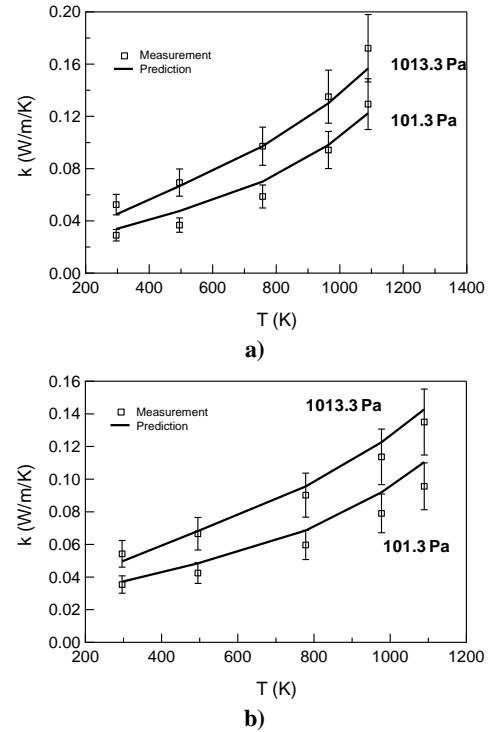 0.20
Measurement
Prediction
1013.3 Pa
0.16
101.3 Pa
0.12
k (W/m/K)
0.08
0.04
0.00
200 400 600 800 1000 1200 1400
T (K)
a)
0.16
Measurement
Prediction
1013.3 Pa
0.14
0.12
0.10
k (W/m/K)
0.08
101.3 Pa
0.06
0.04
0.02
0.00
200 400 600 800 1000 1200
T (K)
b)